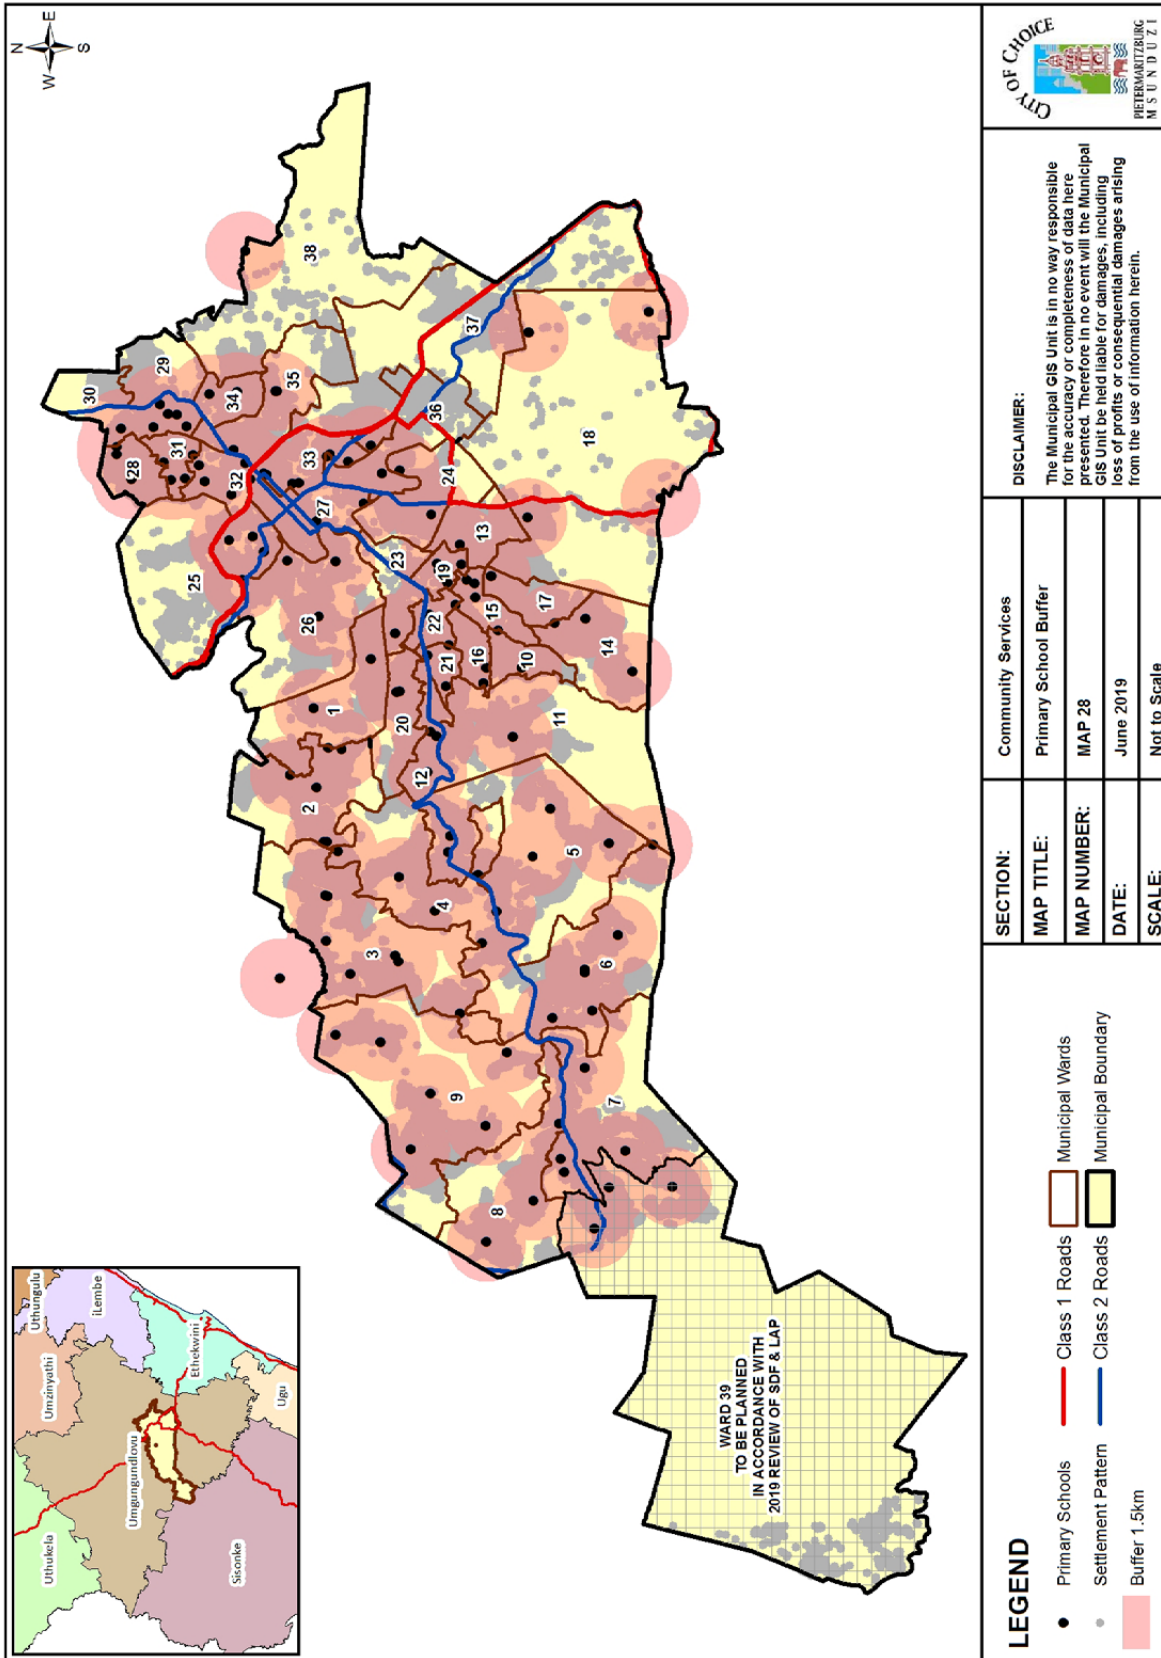 N
W
E
S
Uthungulu
Umzinyathi
iLembe
Uthukela
Umgungundlovu
Ethekwini
Sisonke
Ugu
30
29
28
31
34
35
38
32
33
25
27
26
36
37
24
18
23
13
19
22
15
17
1
2
20
21
16
10
14
12
11
3
4
5
6
9
8
7
WARD 39
TO BE PLANNED
IN ACCORDANCE WITH
2019 REVIEW OF SDF & LAP
LEGEND
Primary Schools
Settlement Pattern
Buffer 1.5km
Class 1 Roads
Class 2 Roads
Municipal Wards
Municipal Boundary
SECTION: Community Services
MAP TITLE: Primary School Buffer
MAP NUMBER: MAP 28
DATE: June 2019
SCALE: Not to Scale
DISCLAIMER:
The Municipal GIS Unit is in no way responsible
for the accuracy or completeness of data here
presented. Therefore in no event will the Municipal
GIS Unit be held liable for damages, including
loss of profits or consequential damages arising
from the use of information herein.
CITY OF CHOICE
PIETERMARITZBURG
MSUNDUZI